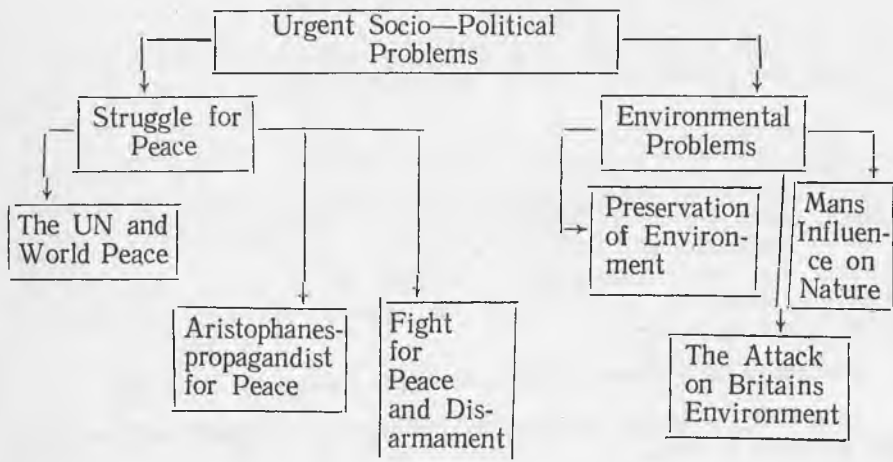 Urgent Socio—Political
Problems
Struggle for
Peace
Environmental
Problems
The UN and
World Peace
Preservation
of Environ-
ment
Mans
Influen-
ce on
Nature
Aristophanes-
propagandist
for Peace
Fight
for
Peace
and Dis-
armament
The Attack
on Britains
Environment